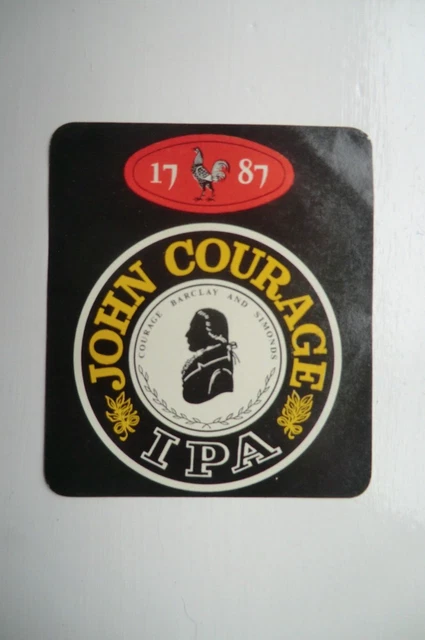 17 87
JOHN COURAGE
COURAGE BARCLAY AND SIMONDS
IPA